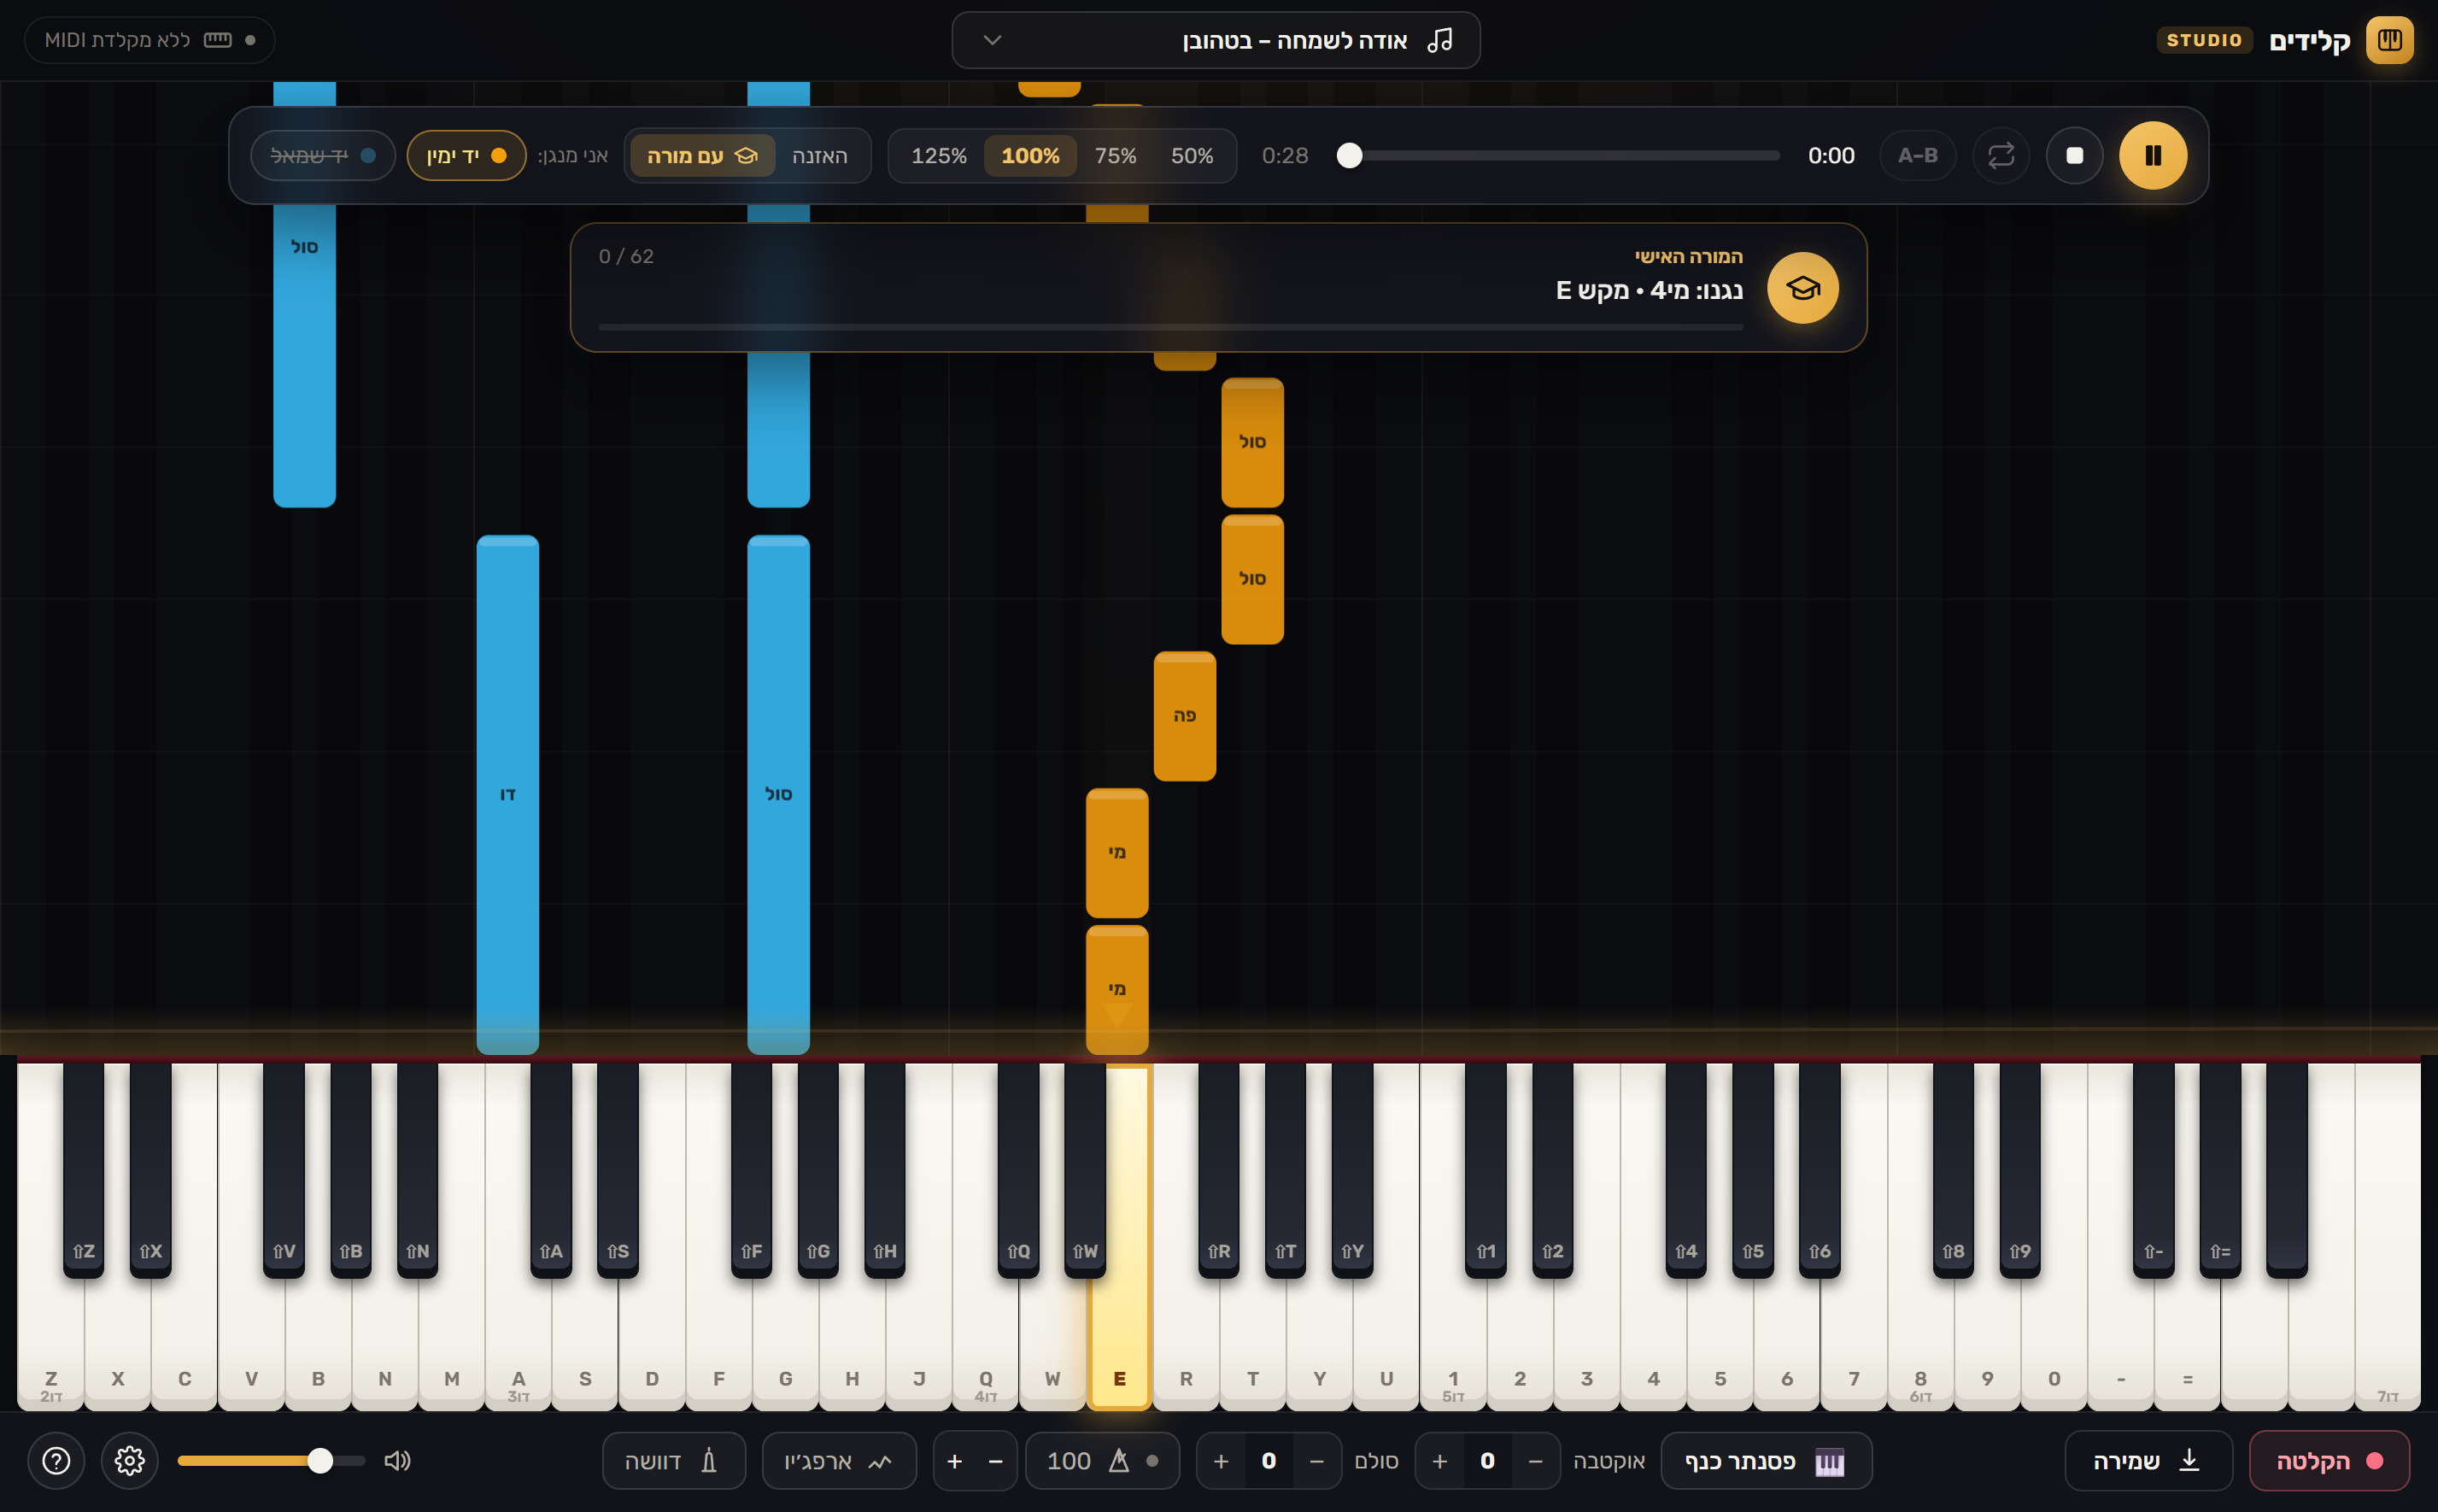 קלידים STUDIO
אודה לשמחה – בטהובן
ללא מקלדת MIDI
A–B 0:00 0:28 50% 75% 100% 125% האזנה עם מורה אני מנגן: יד ימין יד שמאל
המורה האישי 0 / 62
נגנו: מי4 • מקש E
סול
סול
סול
פה
דו סול
מי
מי
⇧Z ⇧X ⇧V ⇧B ⇧N ⇧A ⇧S ⇧F ⇧G ⇧H ⇧Q ⇧W ⇧R ⇧T ⇧Y ⇧1 ⇧2 ⇧4 ⇧5 ⇧6 ⇧8 ⇧9 ⇧- ⇧=
Z X C V B N M A S D F G H J Q W E R T Y U 1 2 3 4 5 6 7 8 9 0 - =
דו2 דו3 דו4 דו5 דו6 דו7
הקלטה שמירה פסנתר כנף אוקטבה − 0 + סולם − 0 + 100 − + ארפג׳יו דוושה